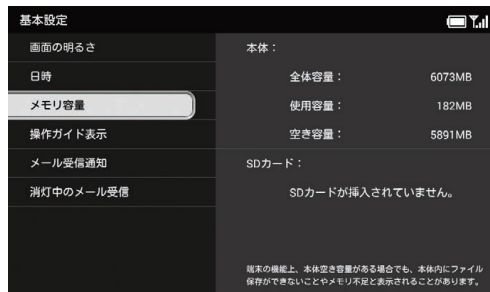 基本設定
画面の明るさ
日時
メモリ容量
操作ガイド表示
メール受信通知
消灯中のメール受信
本体：
全体容量： 6073MB
使用容量： 182MB
空き容量： 5891MB
SDカード：
SDカードが挿入されていません。
端末の機能上、本体空き容量がある場合でも、本体内にファイル
保存ができないことやメモリ不足と表示されることがあります。